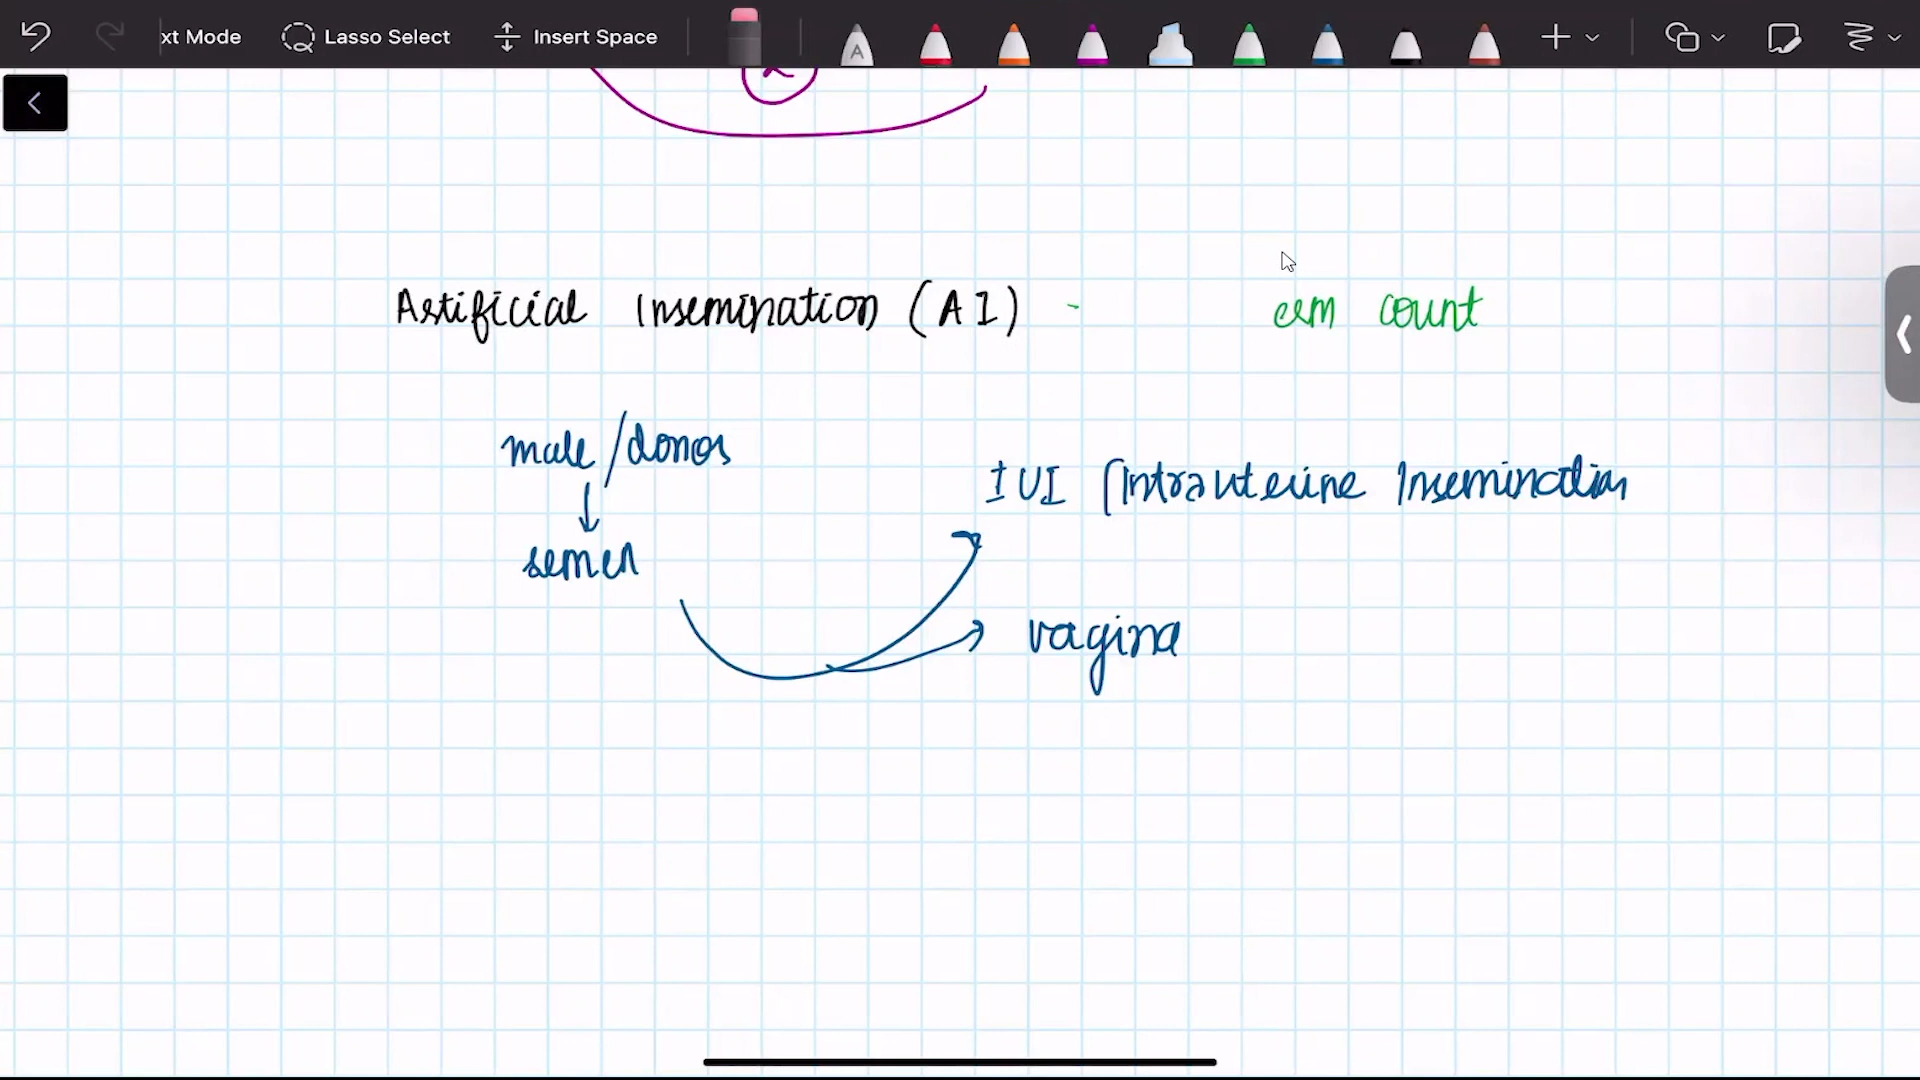 xt Mode Lasso Select Insert Space
A
Artificial Insemination (AI) - erm count
male/donor
IUI (Intrauterine Insemination
semen
vagina